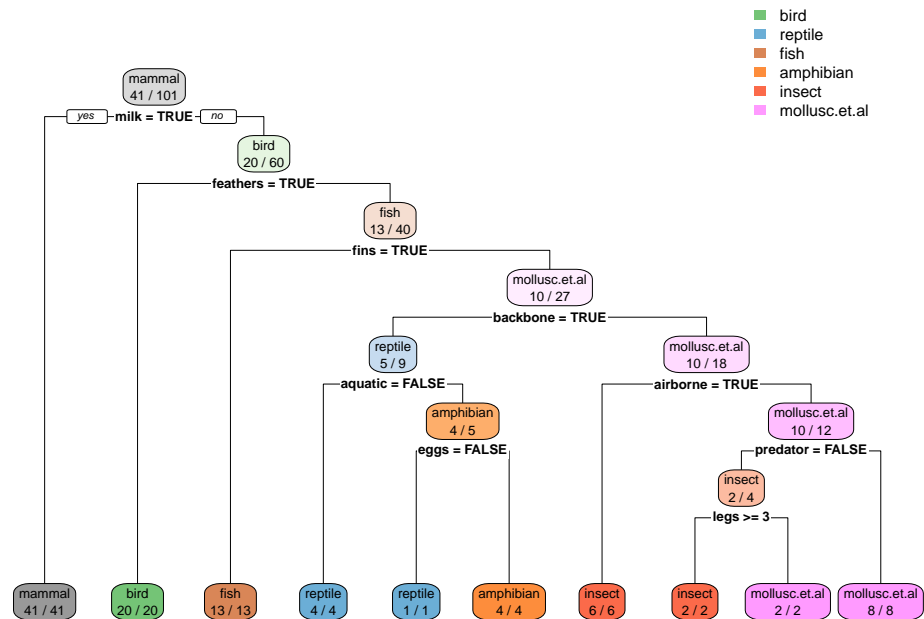 bird
reptile
fish
amphibian
insect
mollusc.et.al
mammal
41 / 101
yes milk = TRUE no
bird
20 / 60
feathers = TRUE
fish
13 / 40
fins = TRUE
mollusc.et.al
10 / 27
backbone = TRUE
reptile
5 / 9
mollusc.et.al
10 / 18
aquatic = FALSE
airborne = TRUE
amphibian
4 / 5
mollusc.et.al
10 / 12
eggs = FALSE
predator = FALSE
insect
2 / 4
legs >= 3
mammal
41 / 41
bird
20 / 20
fish
13 / 13
reptile
4 / 4
reptile
1 / 1
amphibian
4 / 4
insect
6 / 6
insect
2 / 2
mollusc.et.al
2 / 2
mollusc.et.al
8 / 8